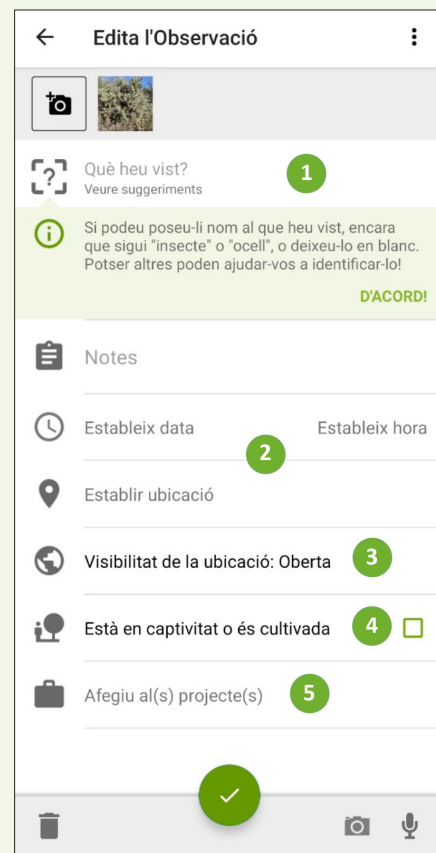 Edita l'Observació
Què heu vist?
1
Veure suggeriments
Si podeu poseu-li nom al que heu vist, encara
que sigui "insecte" o "ocell", o deixeu-lo en blanc.
Potser altres poden ajudar-vos a identificar-lo!
D'ACORD!
Notes
Estableix data
Estableix hora
2
Establir ubicació
Visibilitat de la ubicació: Oberta
3
Està en captivitat o és cultivada
4
Afegiu al(s) projecte(s)
5